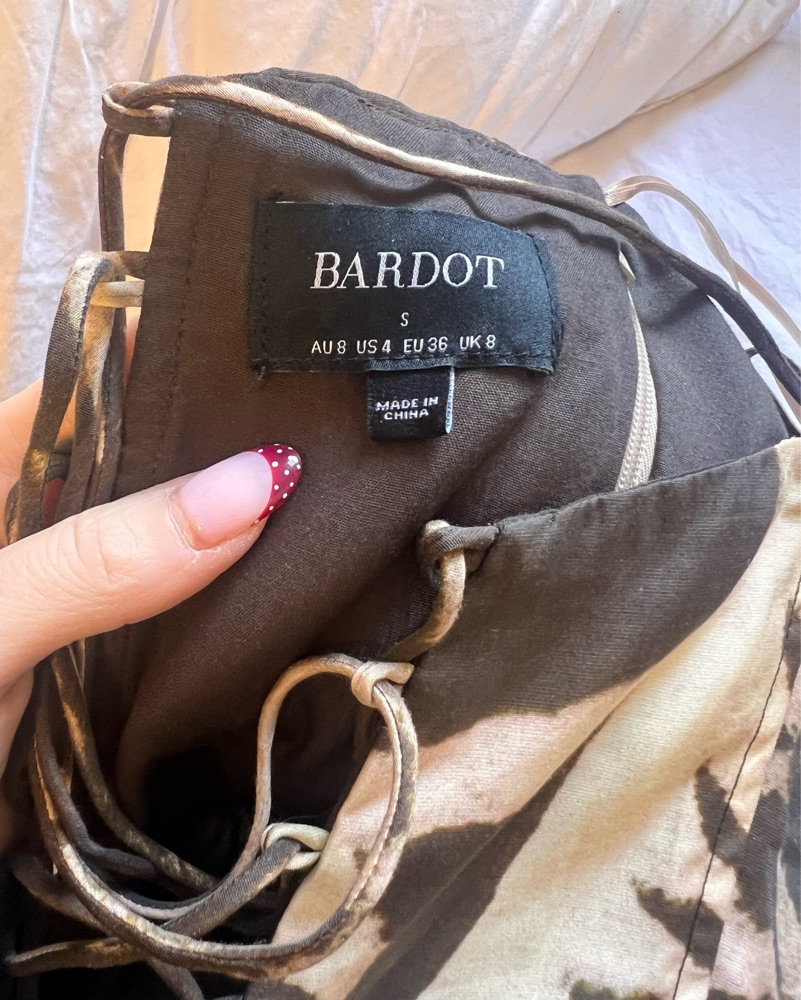 BARDOT
S
AU 8 US 4 EU 36 UK 8
MADE IN
CHINA